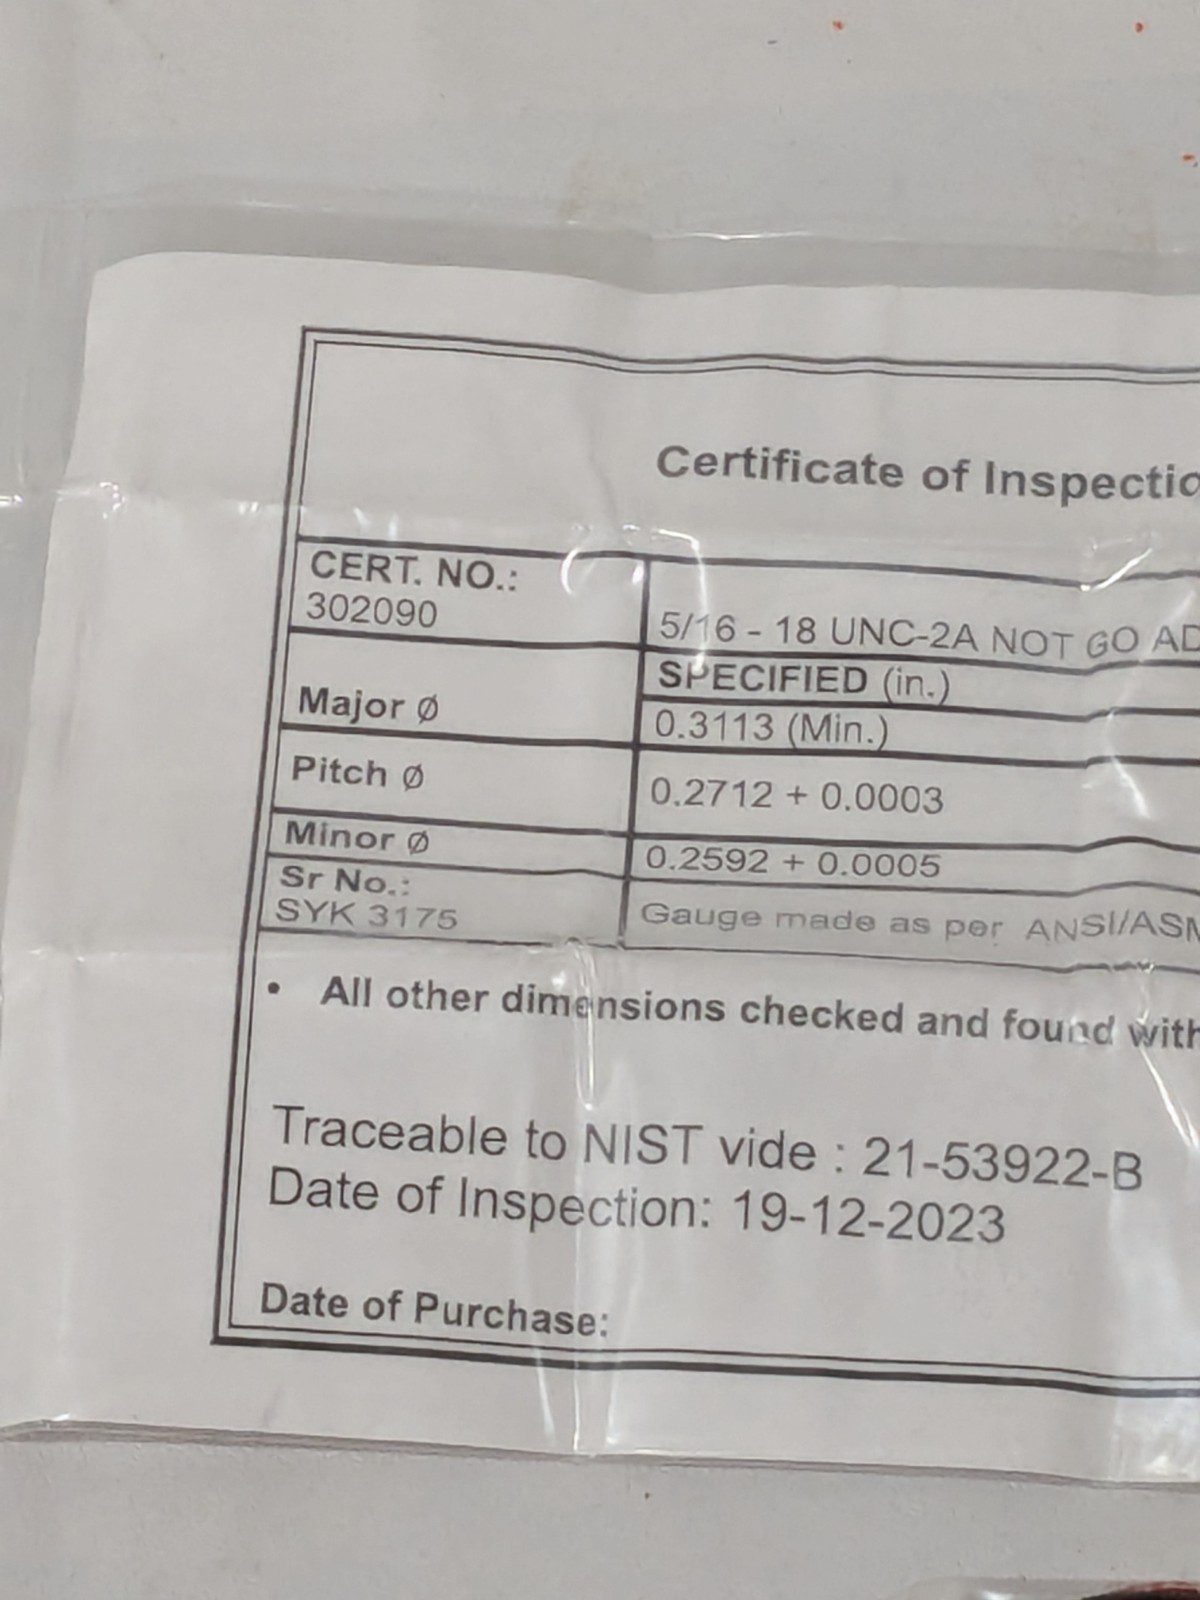 Certificate of Inspectio
CERT. NO.:
302090
5/16 - 18 UNC-2A NOT GO AD
SPECIFIED (in.)
Major Ø
0.3113 (Min.)
Pitch Ø
0.2712 + 0.0003
Minor Ø
0.2592 + 0.0005
Sr No.:
SYK 3175
Gauge made as per ANSI/ASM
• All other dimensions checked and found with
Traceable to NIST vide : 21-53922-B
Date of Inspection: 19-12-2023
Date of Purchase: